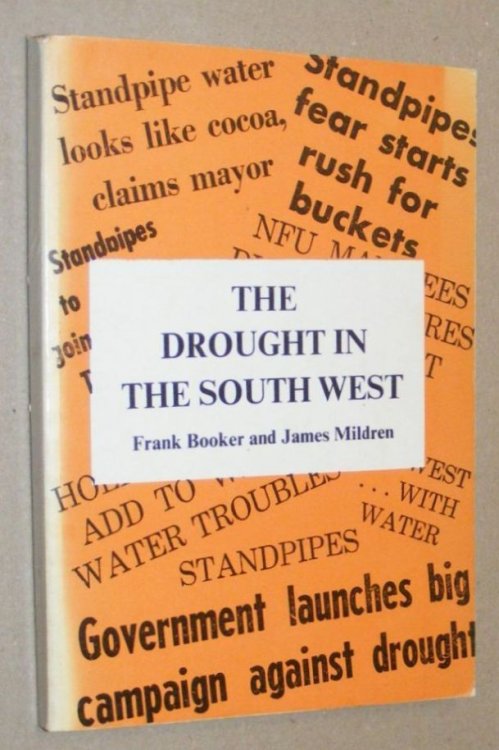 Standpipe water
looks like cocoa,
claims mayor
Standpipes
fear starts
rush for
buckets
Standpipes
to
join
NFU
THE
DROUGHT IN
THE SOUTH WEST
Frank Booker and James Mildren
ADD TO
WATER TROUBLES
STANDPIPES
... WITH
WATER
Government launches big
campaign against drought